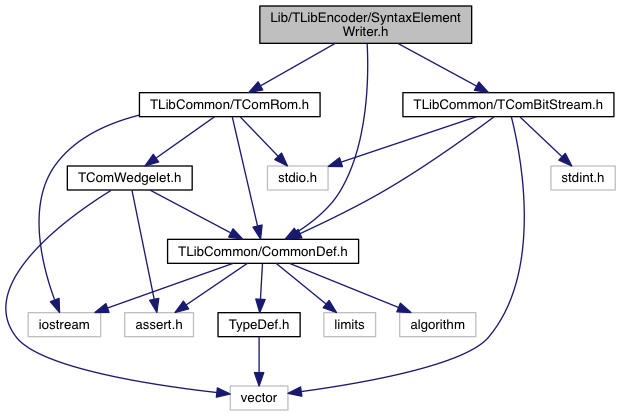 Lib/TLibEncoder/SyntaxElement
Writer.h
TLibCommon/TComRom.h
TLibCommon/TComBitStream.h
TComWedgelet.h
stdio.h
stdint.h
TLibCommon/CommonDef.h
iostream
assert.h
TypeDef.h
limits
algorithm
vector